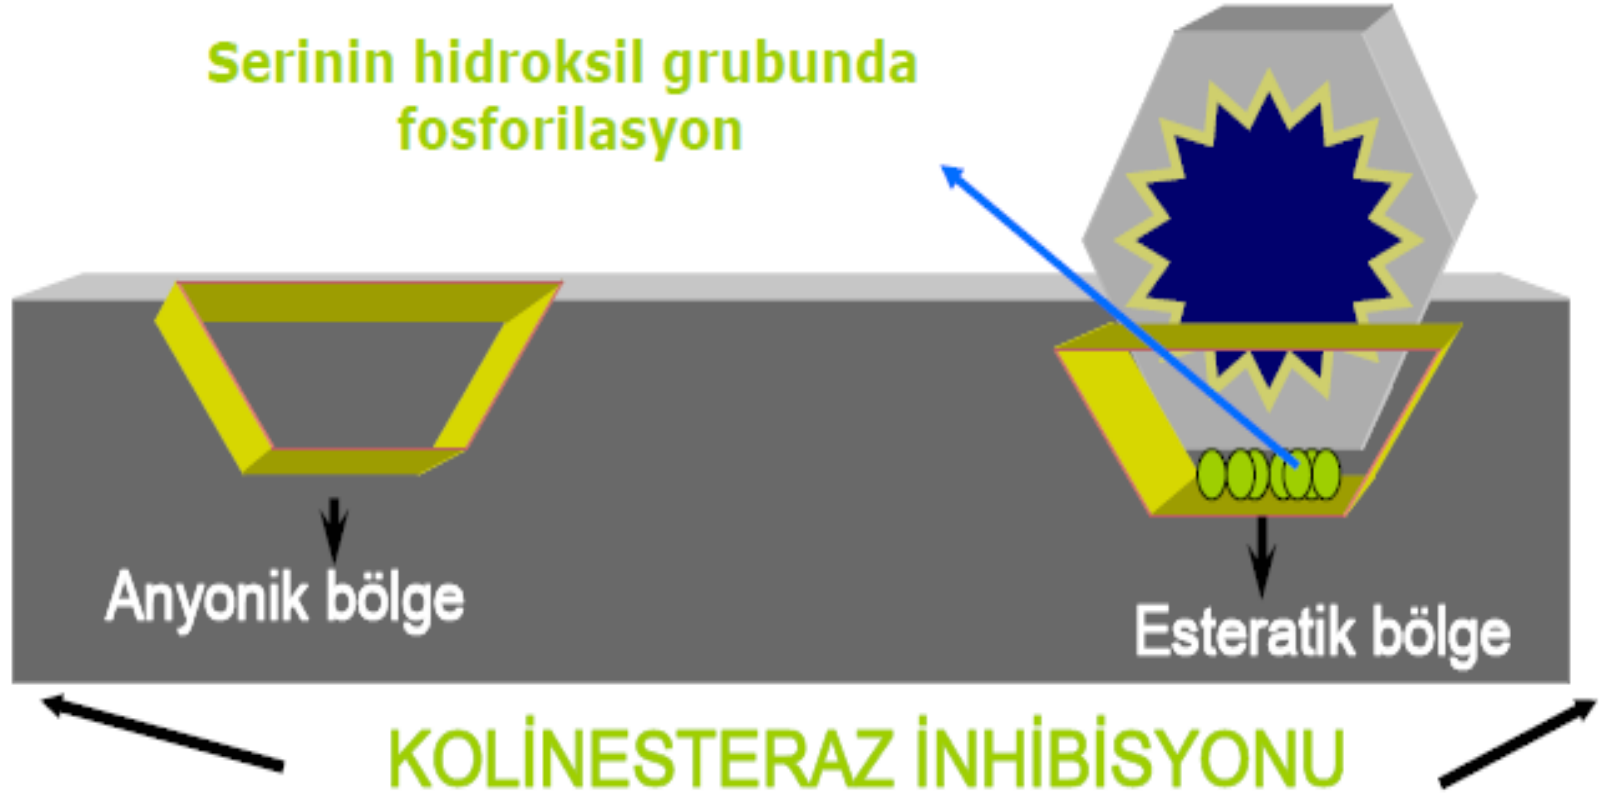 Serinin hidroksil grubunda
fosforilasyon
Anyonik bölge
Esteratik bölge
KOLİNESTERAZ İNHİBİSYONU